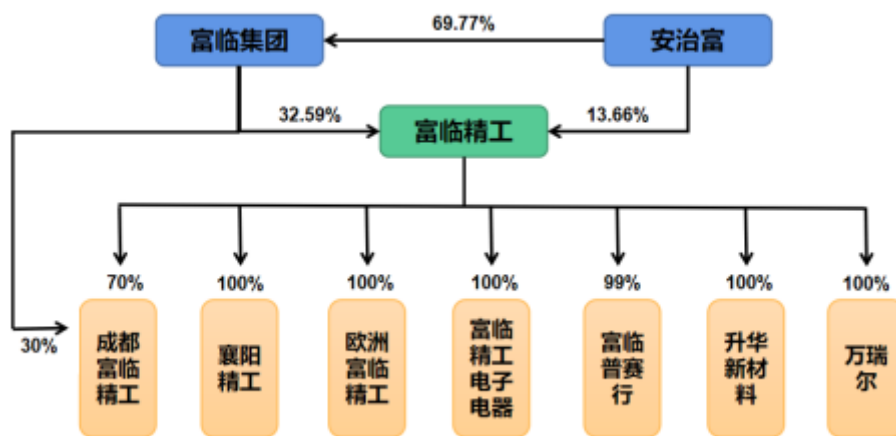 富临集团
69.77%
安治富
32.59%
富临精工
13.66%
70%
100%
100%
100%
99%
100%
100%
30%
成都
富临
精工
襄阳
精工
欧洲
富临
精工
富临
精工
电子
电器
富临
普赛
行
升华
新材
料
万瑞
尔